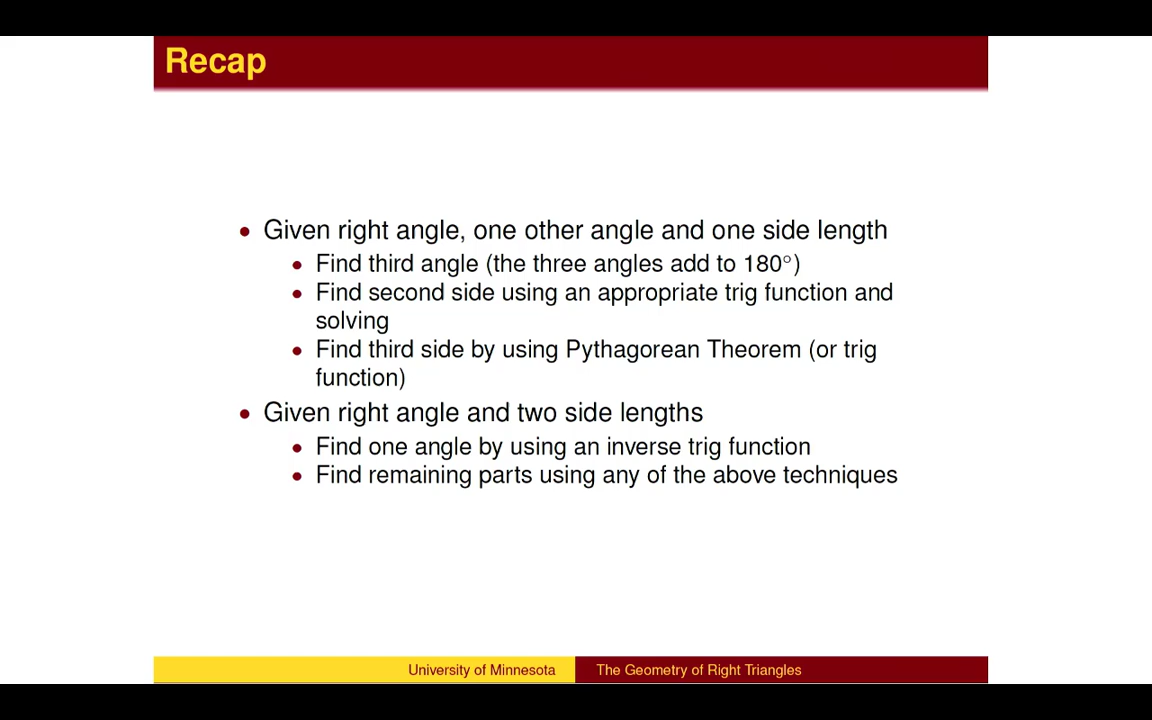 Recap
• Given right angle, one other angle and one side length
• Find third angle (the three angles add to 180°)
• Find second side using an appropriate trig function and
solving
• Find third side by using Pythagorean Theorem (or trig
function)
• Given right angle and two side lengths
• Find one angle by using an inverse trig function
• Find remaining parts using any of the above techniques
University of Minnesota
The Geometry of Right Triangles